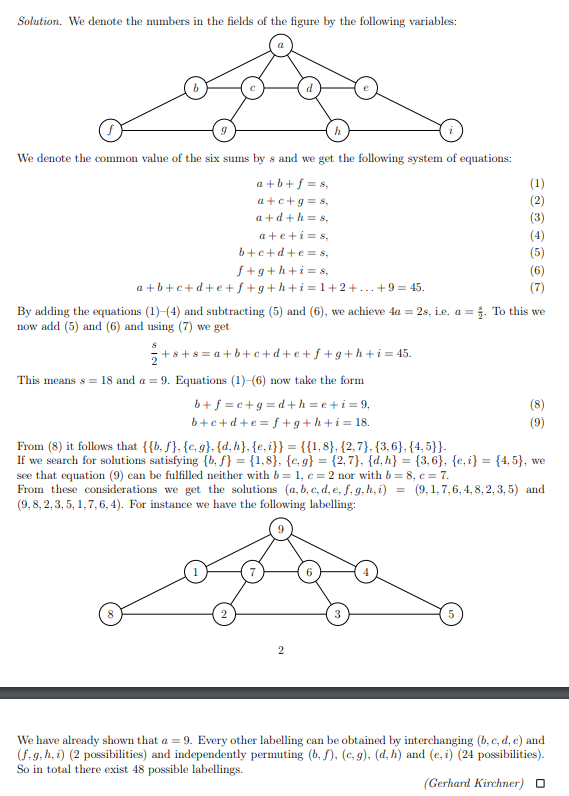 Solution. We denote the numbers in the fields of the figure by the following variables:
a
b c d e
f g h i
We denote the common value of the six sums by s and we get the following system of equations:
a + b + f = s, (1)
a + c + g = s, (2)
a + d + h = s, (3)
a + e + i = s, (4)
b + c + d + e = s, (5)
f + g + h + i = s, (6)
a + b + c + d + e + f + g + h + i = 1 + 2 + ... + 9 = 45. (7)
By adding the equations (1)–(4) and subtracting (5) and (6), we achieve 4a = 2s, i.e. a = s/2. To this we
now add (5) and (6) and using (7) we get
s/2 + s + s = a + b + c + d + e + f + g + h + i = 45.
This means s = 18 and a = 9. Equations (1)–(6) now take the form
b + f = c + g = d + h = e + i = 9, (8)
b + c + d + e = f + g + h + i = 18. (9)
From (8) it follows that {{b, f}, {c, g}, {d, h}, {e, i}} = {{1, 8}, {2, 7}, {3, 6}, {4, 5}}.
If we search for solutions satisfying {b, f} = {1, 8}, {c, g} = {2, 7}, {d, h} = {3, 6}, {e, i} = {4, 5}, we
see that equation (9) can be fulfilled neither with b = 1, c = 2 nor with b = 8, c = 7.
From these considerations we get the solutions (a, b, c, d, e, f, g, h, i) = (9, 1, 7, 6, 4, 8, 2, 3, 5) and
(9, 8, 2, 3, 5, 1, 7, 6, 4). For instance we have the following labelling:
9
1 7 6 4
8 2 3 5
2
We have already shown that a = 9. Every other labelling can be obtained by interchanging (b, c, d, e) and
(f, g, h, i) (2 possibilities) and independently permuting (b, f), (c, g), (d, h) and (e, i) (24 possibilities).
So in total there exist 48 possible labellings.
(Gerhard Kirchner) □